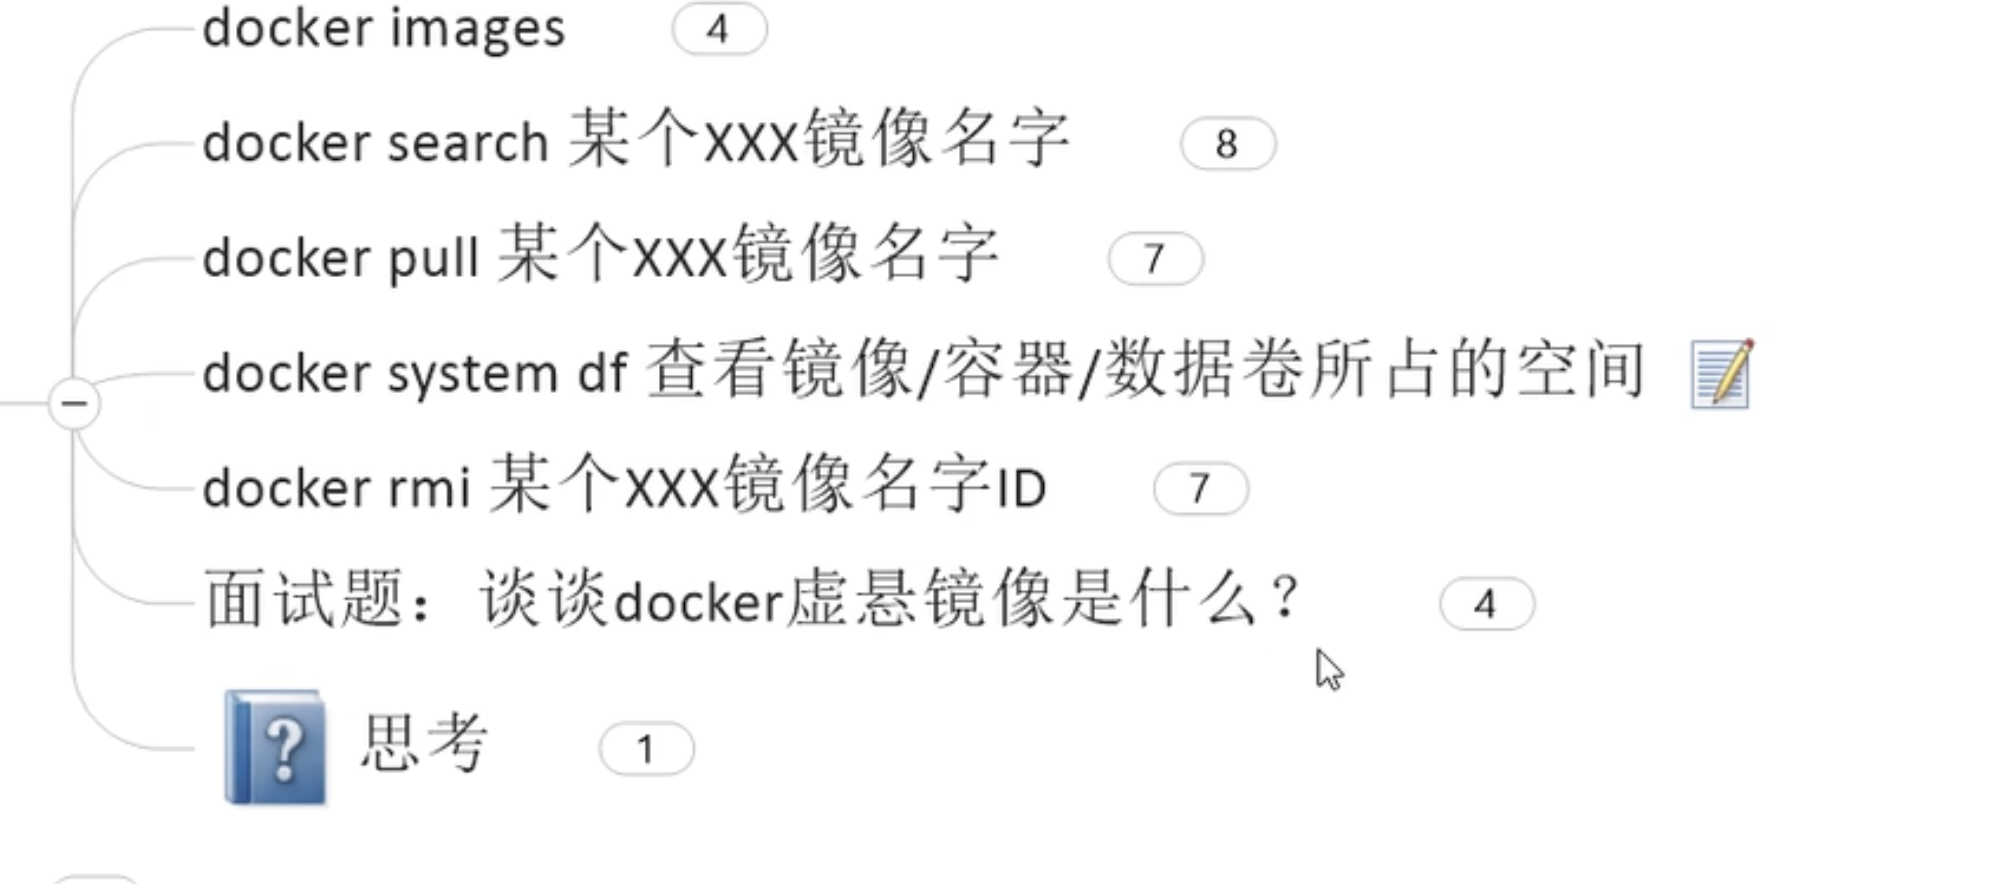 docker images 4
docker search 某个XXX镜像名字 8
docker pull 某个XXX镜像名字 7
docker system df 查看镜像/容器/数据卷所占的空间
docker rmi 某个XXX镜像名字ID 7
面试题：谈谈docker虚悬镜像是什么？ 4
? 思考 1